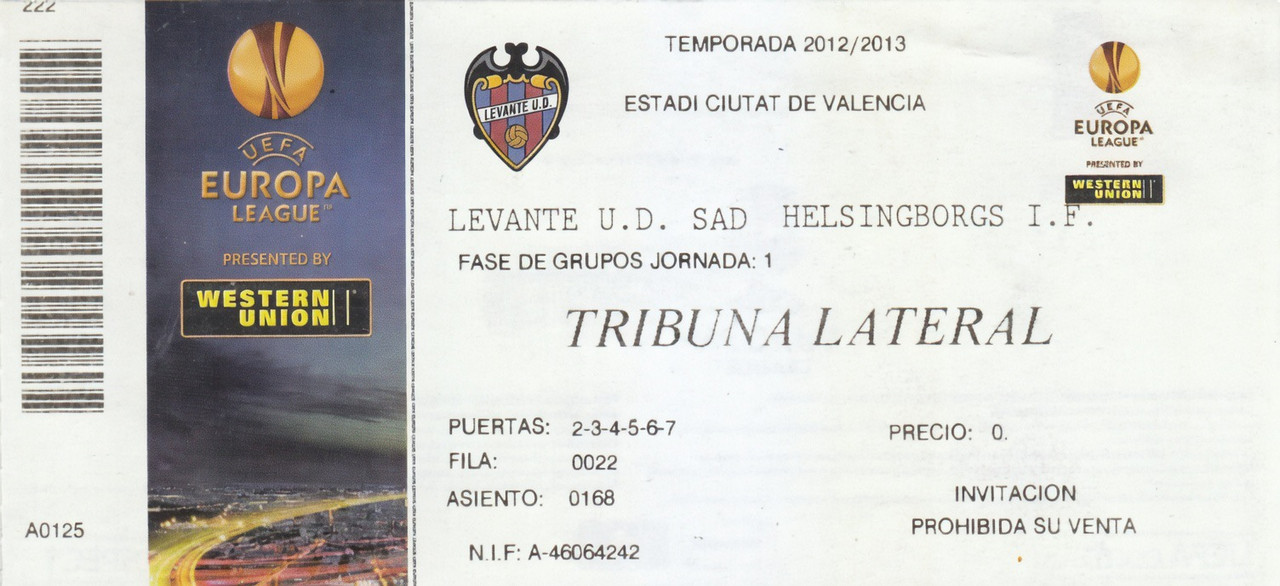 222
A0125
UEFA
EUROPA
LEAGUE™
PRESENTED BY
WESTERN
UNION
LEVANTE U.D.
TEMPORADA 2012/2013
ESTADI CIUTAT DE VALENCIA
UEFA
EUROPA
LEAGUE
PRESENTED BY
WESTERN
UNION
LEVANTE U.D. SAD HELSINGBORGS I.F.
FASE DE GRUPOS JORNADA: 1
TRIBUNA LATERAL
PUERTAS: 2-3-4-5-6-7
FILA: 0022
ASIENTO: 0168
N.I.F: A-46064242
PRECIO: 0.
INVITACION
PROHIBIDA SU VENTA